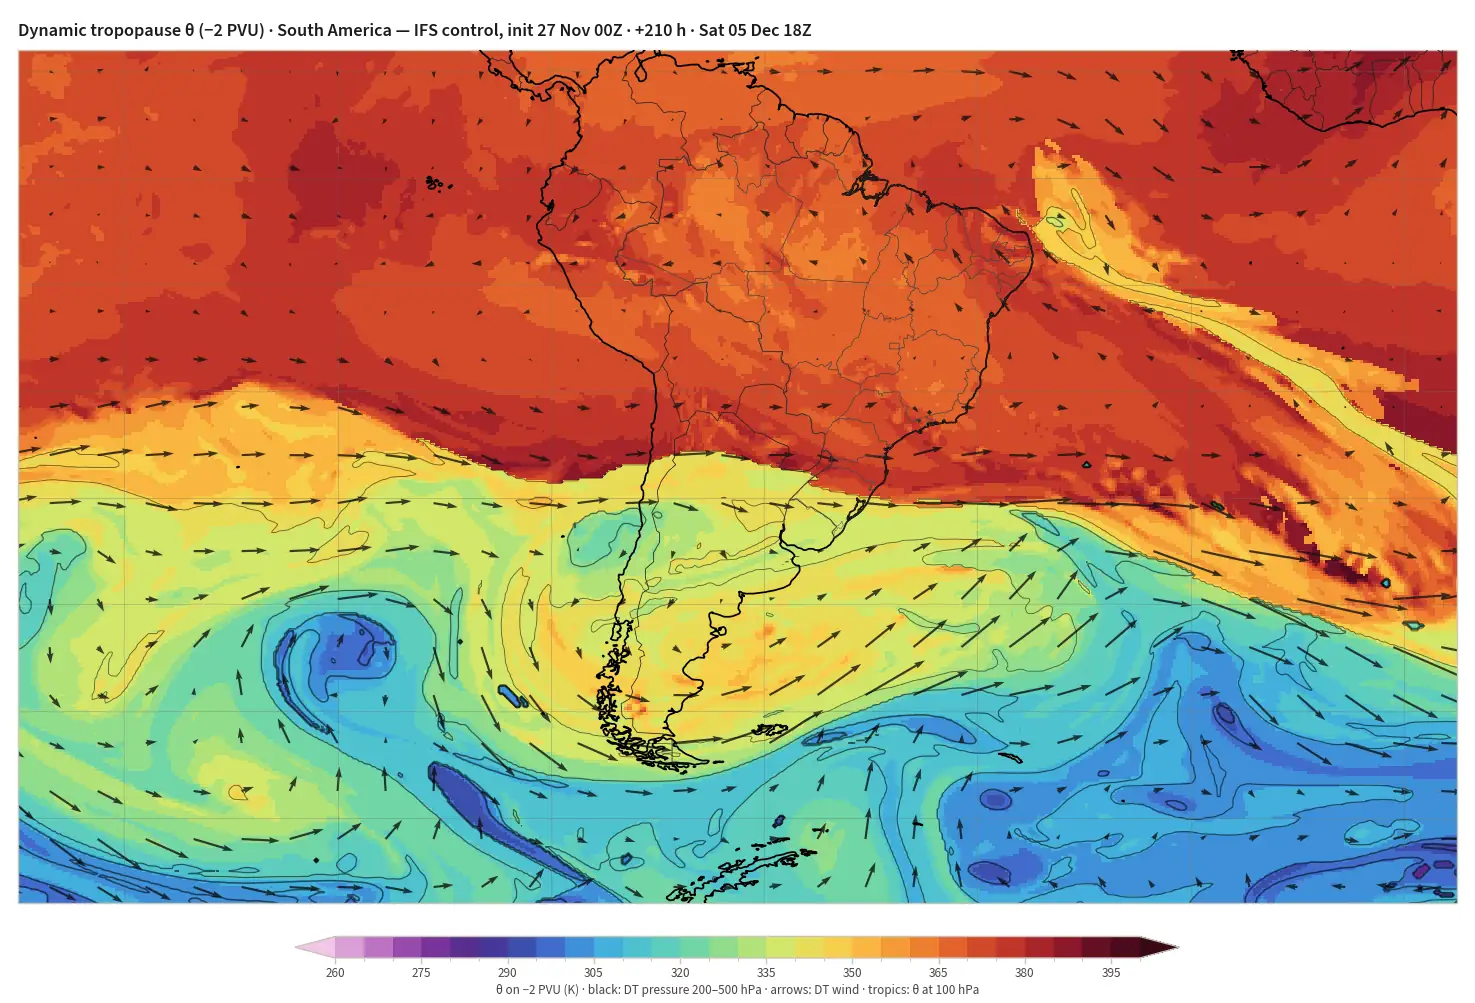 Dynamic tropopause θ (−2 PVU) · South America — IFS control, init 27 Nov 00Z · +210 h · Sat 05 Dec 18Z
260 275 290 305 320 335 350 365 380 395
θ on −2 PVU (K) · black: DT pressure 200–500 hPa · arrows: DT wind · tropics: θ at 100 hPa